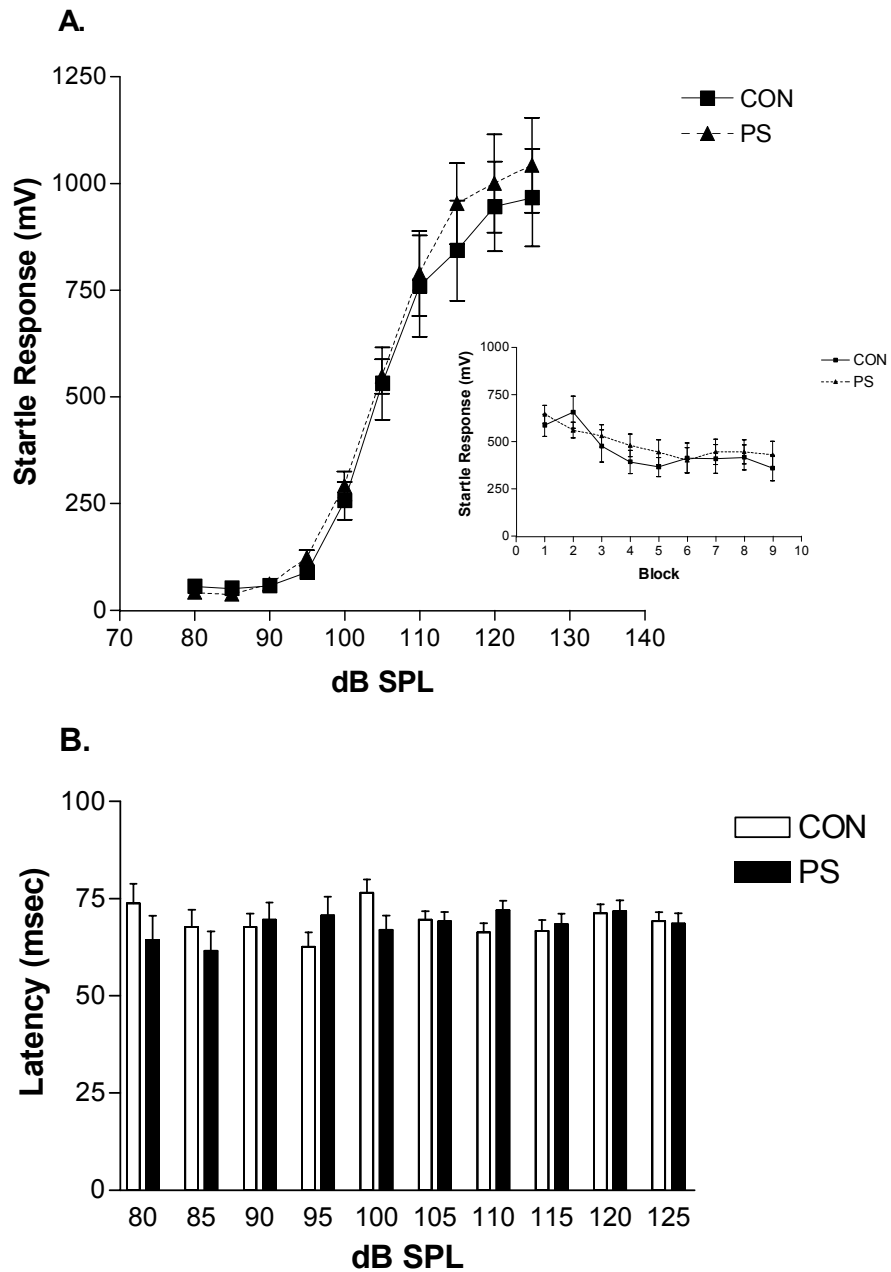 A.
1250
1000
750
500
250
0
Startle Response (mV)
70 80 90 100 110 120 130 140
dB SPL
CON
PS
1000
750
500
250
0
Startle Response (mV)
0 1 2 3 4 5 6 7 8 9 10
Block
CON
PS
B.
100
75
50
25
0
Latency (msec)
80 85 90 95 100 105 110 115 120 125
dB SPL
CON
PS